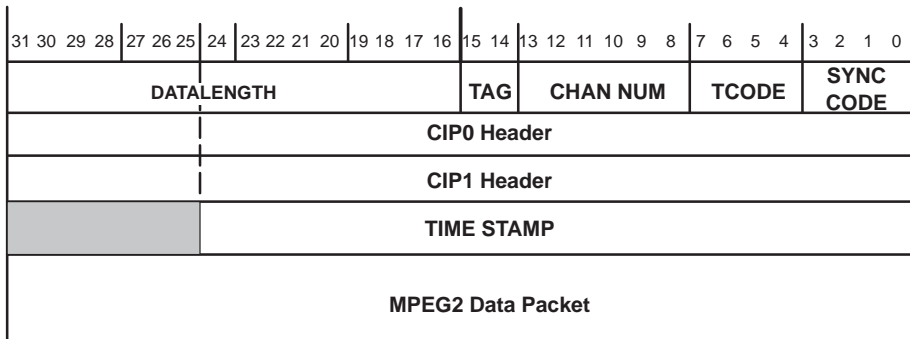 31 30 29 28 27 26 25 24 23 22 21 20 19 18 17 16 15 14 13 12 11 10 9 8 7 6 5 4 3 2 1 0
DATALENGTH TAG CHAN NUM TCODE SYNC
CODE
CIP0 Header
CIP1 Header
TIME STAMP
MPEG2 Data Packet